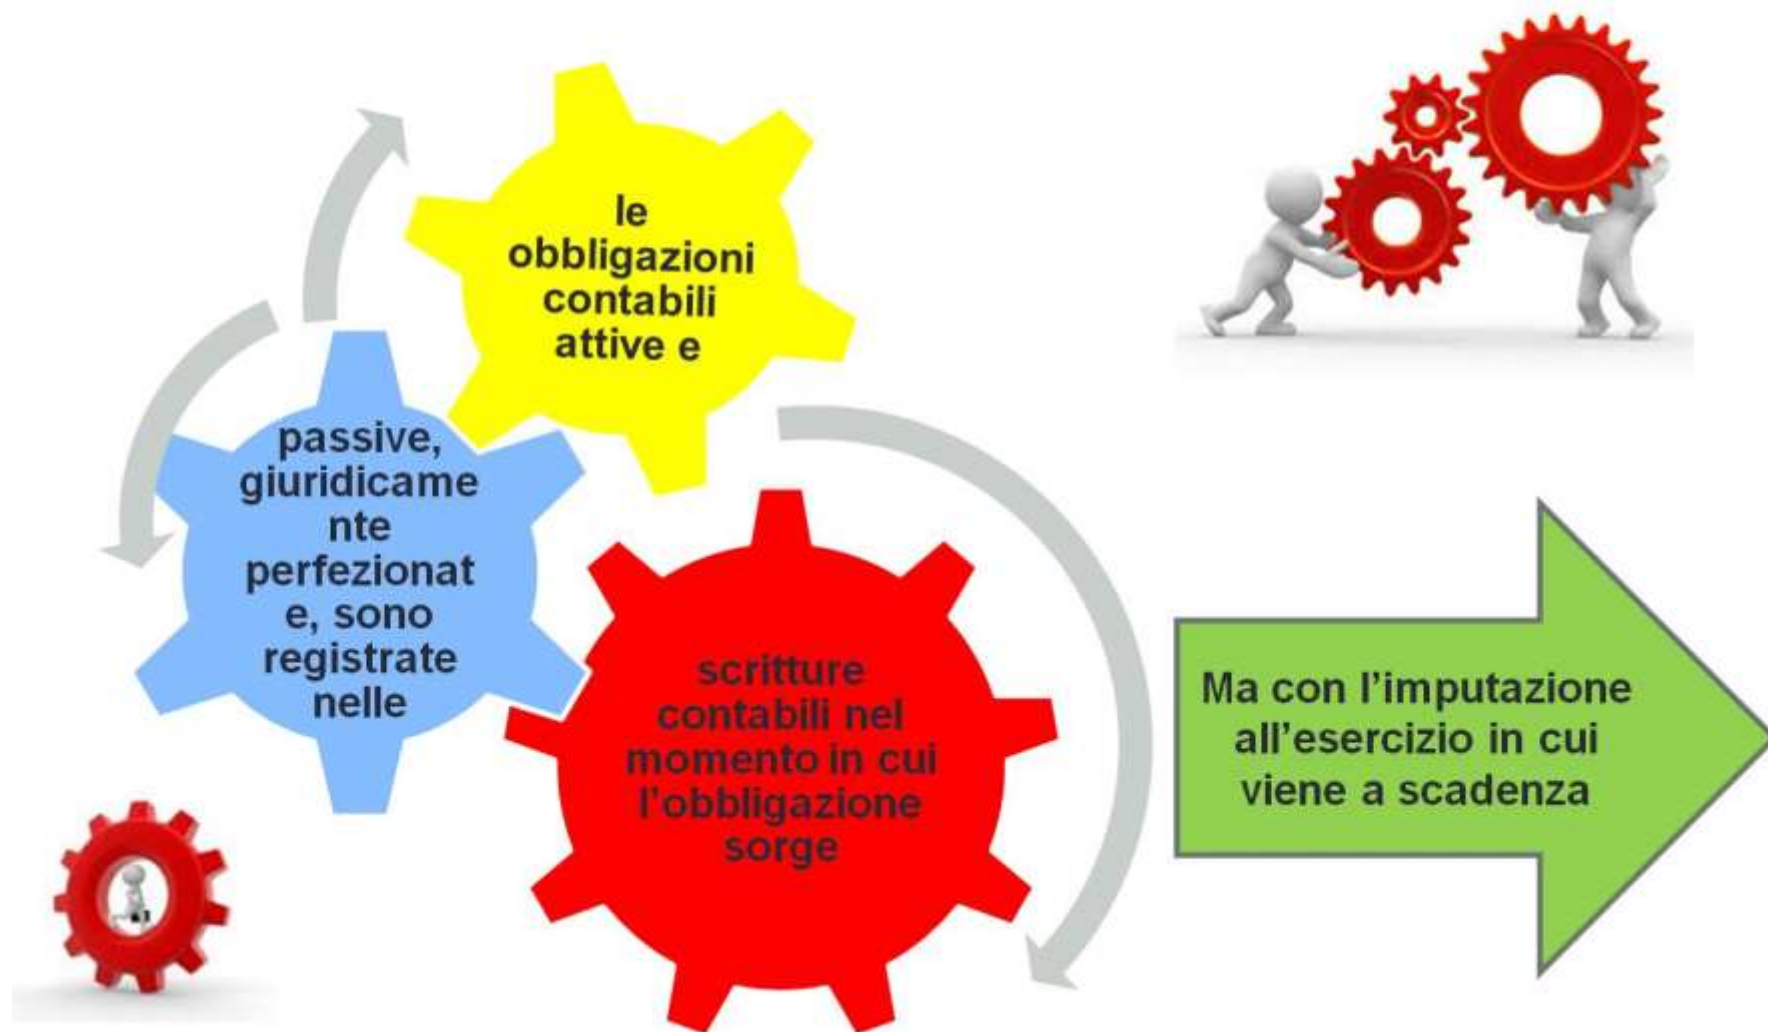 le
obbligazioni
contabili
attive e
passive,
giuridicame
nte
perfezionat
e, sono
registrate
nelle
scritture
contabili nel
momento in cui
l’obbligazione
sorge
Ma con l’imputazione
all’esercizio in cui
viene a scadenza